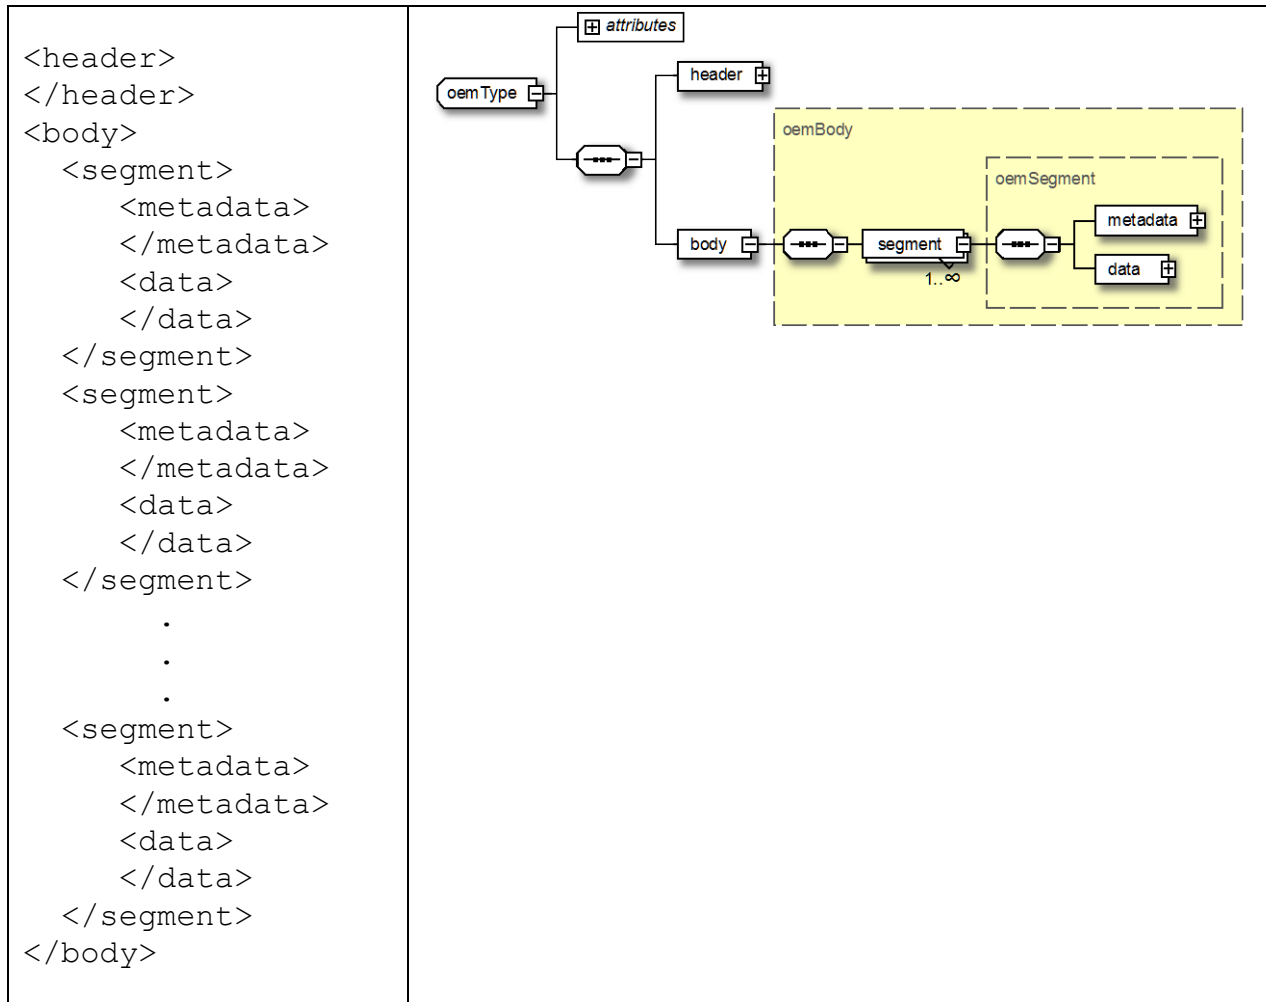 <header>
</header>
<body>
<segment>
<metadata>
</metadata>
<data>
</data>
</segment>
<segment>
<metadata>
</metadata>
<data>
</data>
</segment>
.
.
.
<segment>
<metadata>
</metadata>
<data>
</data>
</segment>
</body>
attributes
oemType
header
oemBody
oemSegment
metadata
body
segment
data
1..∞